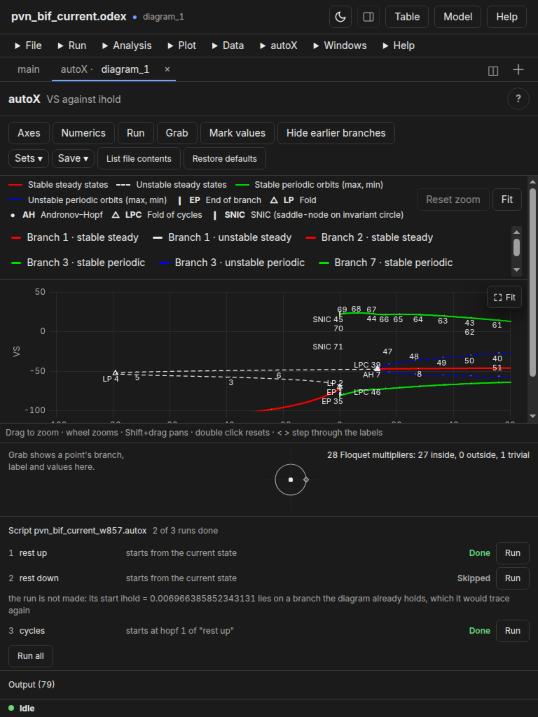 pvn_bif_current.odex • diagram_1
Table Model Help
File Run Analysis Plot Data autoX Windows Help
main autoX · diagram_1 ×
autoX VS against ihold ?
Axes Numerics Run Grab Mark values Hide earlier branches
Sets ▾ Save ▾ List file contents Restore defaults
Stable steady states Unstable steady states Stable periodic orbits (max, min)
Unstable periodic orbits (max, min) EP End of branch LP Fold
AH Andronov–Hopf LPC Fold of cycles SNIC SNIC (saddle-node on invariant circle)
Reset zoom Fit
Branch 1 · stable steady Branch 1 · unstable steady Branch 2 · stable steady
Branch 3 · stable periodic Branch 3 · unstable periodic Branch 7 · stable periodic
Fit
VS
50
0
-50
-100
69 68 67
SNIC 45 44 66 65 64 63 43 61
70 62
SNIC 71
47 48 49 50 40
LPC 39 51
AH 7 8
LP 4 5 3 6
LP 2
LPC 46
EP 35
Drag to zoom · wheel zooms · Shift+drag pans · double click resets · < > step through the labels
Grab shows a point's branch,
label and values here.
28 Floquet multipliers: 27 inside, 0 outside, 1 trivial
Script pvn_bif_current_w857.autox 2 of 3 runs done
1 rest up starts from the current state Done Run
2 rest down starts from the current state Skipped Run
the run is not made: its start ihold = 0.006966385852343131 lies on a branch the diagram already holds, which it would trace
again
3 cycles starts at hopf 1 of "rest up" Done Run
Run all
Output (79)
Idle